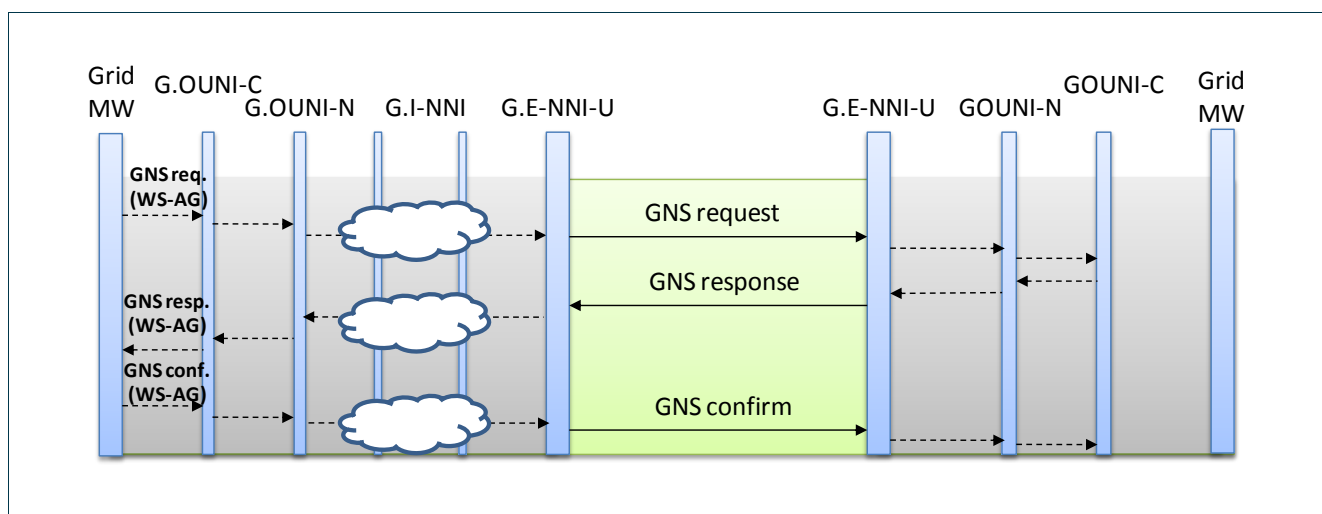 Grid
MW
G.OUNI-C
G.OUNI-N
G.I-NNI
G.E-NNI-U
G.E-NNI-U
GOUNI-N
GOUNI-C
Grid
MW
GNS req.
(WS-AG)
GNS request
GNS response
GNS resp.
(WS-AG)
GNS conf.
(WS-AG)
GNS confirm